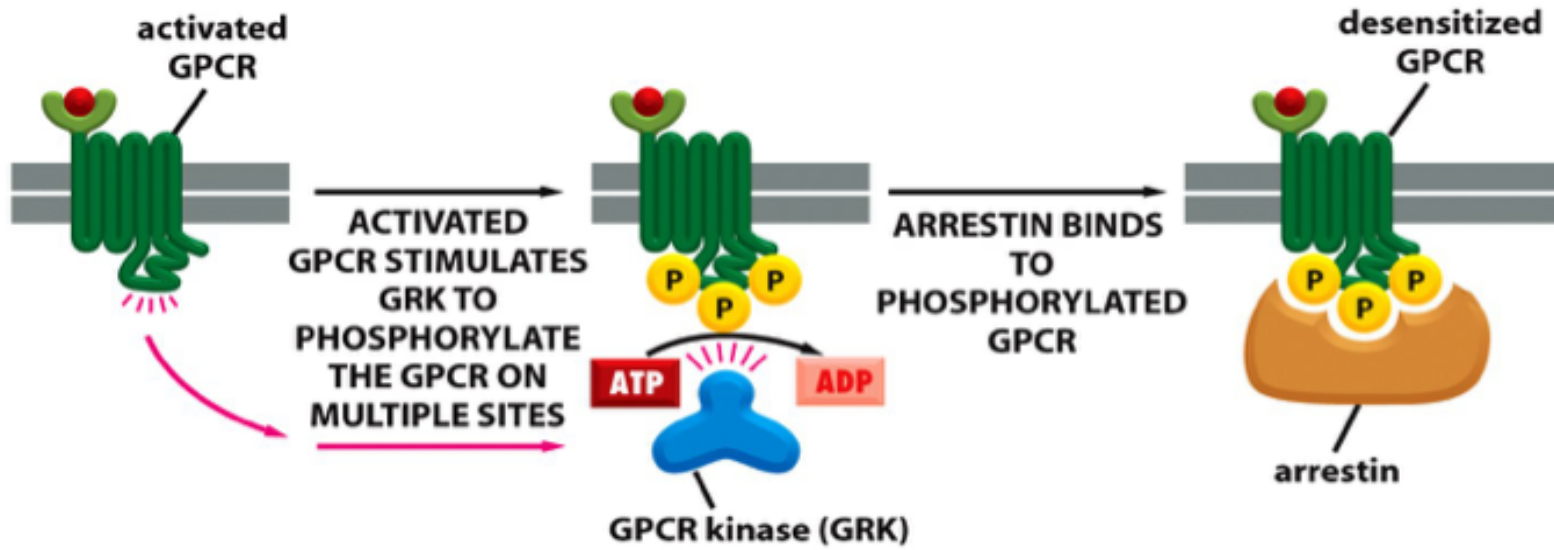 activated
GPCR
ACTIVATED
GPCR STIMULATES
GRK TO
PHOSPHORYLATE
THE GPCR ON
MULTIPLE SITES
P
P
P
ATP
ADP
GPCR kinase (GRK)
ARRESTIN BINDS
TO
PHOSPHORYLATED
GPCR
desensitized
GPCR
P
P
P
arrestin